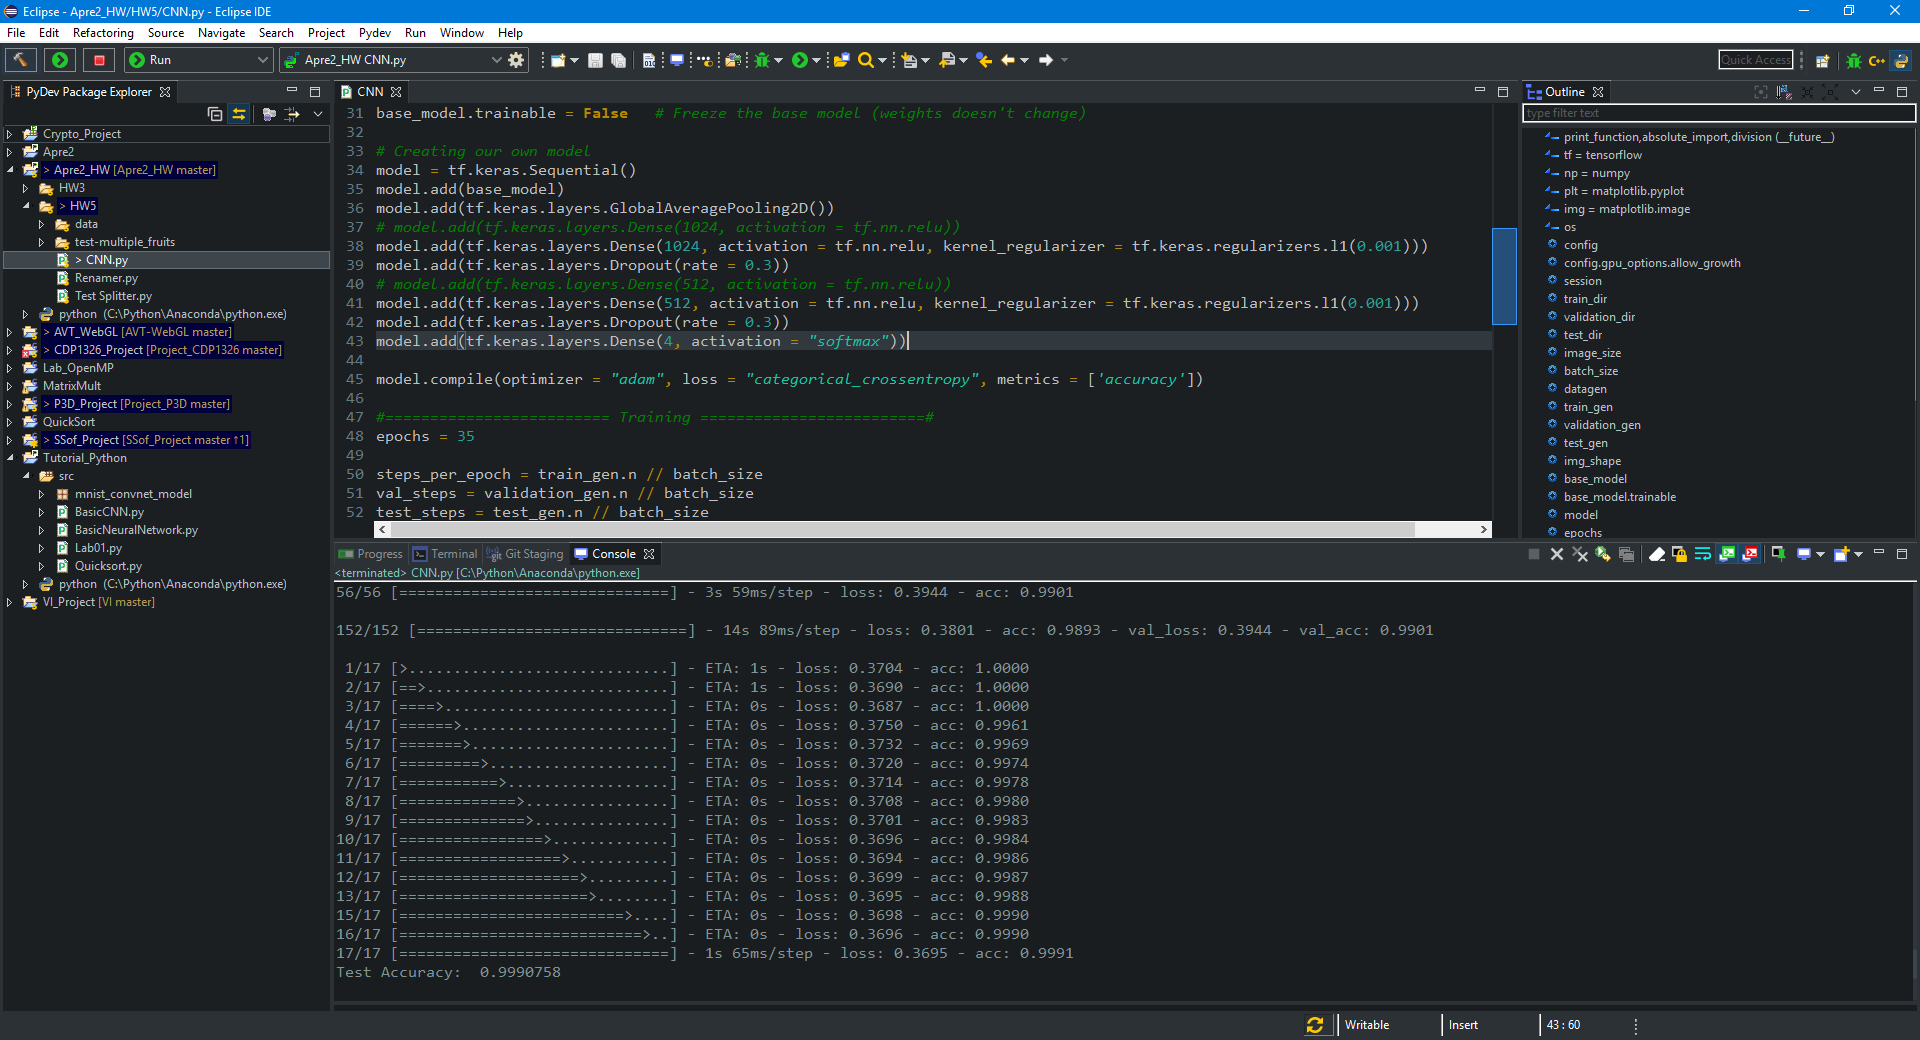 Eclipse - Apre2_HW/HW5/CNN.py - Eclipse IDE
File Edit Refactoring Source Navigate Search Project Pydev Run Window Help
Run
Apre2_HW CNN.py
Quick Access
PyDev Package Explorer
Crypto_Project
Apre2
> Apre2_HW [Apre2_HW master]
HW3
> HW5
data
test-multiple_fruits
> CNN.py
Renamer.py
Test Splitter.py
python (C:\Python\Anaconda\python.exe)
> AVT_WebGL [AVT-WebGL master]
> CDP1326_Project [Project_CDP1326 master]
Lab_OpenMP
MatrixMult
> P3D_Project [Project_P3D master]
QuickSort
> SSof_Project [SSof_Project master ↑1]
Tutorial_Python
src
mnist_convnet_model
BasicCNN.py
BasicNeuralNetwork.py
Lab01.py
Quicksort.py
python (C:\Python\Anaconda\python.exe)
VI_Project [VI master]
CNN
31 base_model.trainable = False   # Freeze the base model (weights doesn't change)
32
33 # Creating our own model
34 model = tf.keras.Sequential()
35 model.add(base_model)
36 model.add(tf.keras.layers.GlobalAveragePooling2D())
37 # model.add(tf.keras.layers.Dense(1024, activation = tf.nn.relu))
38 model.add(tf.keras.layers.Dense(1024, activation = tf.nn.relu, kernel_regularizer = tf.keras.regularizers.l1(0.001)))
39 model.add(tf.keras.layers.Dropout(rate = 0.3))
40 # model.add(tf.keras.layers.Dense(512, activation = tf.nn.relu))
41 model.add(tf.keras.layers.Dense(512, activation = tf.nn.relu, kernel_regularizer = tf.keras.regularizers.l1(0.001)))
42 model.add(tf.keras.layers.Dropout(rate = 0.3))
43 model.add(tf.keras.layers.Dense(4, activation = "softmax"))
44
45 model.compile(optimizer = "adam", loss = "categorical_crossentropy", metrics = ['accuracy'])
46
47 #========================= Training =========================#
48 epochs = 35
49
50 steps_per_epoch = train_gen.n // batch_size
51 val_steps = validation_gen.n // batch_size
52 test_steps = test_gen.n // batch_size
Outline
type filter text
print_function,absolute_import,division (__future__)
tf = tensorflow
np = numpy
plt = matplotlib.pyplot
img = matplotlib.image
os
config
config.gpu_options.allow_growth
session
train_dir
validation_dir
test_dir
image_size
batch_size
datagen
train_gen
validation_gen
test_gen
img_shape
base_model
base_model.trainable
model
epochs
Progress Terminal Git Staging Console
<terminated> CNN.py [C:\Python\Anaconda\python.exe]
56/56 [==============================] - 3s 59ms/step - loss: 0.3944 - acc: 0.9901
152/152 [==============================] - 14s 89ms/step - loss: 0.3801 - acc: 0.9893 - val_loss: 0.3944 - val_acc: 0.9901
1/17 [>.............................] - ETA: 1s - loss: 0.3704 - acc: 1.0000
2/17 [==>...........................] - ETA: 1s - loss: 0.3690 - acc: 1.0000
3/17 [====>.........................] - ETA: 0s - loss: 0.3687 - acc: 1.0000
4/17 [======>.......................] - ETA: 0s - loss: 0.3750 - acc: 0.9961
5/17 [=======>......................] - ETA: 0s - loss: 0.3732 - acc: 0.9969
6/17 [=========>....................] - ETA: 0s - loss: 0.3720 - acc: 0.9974
7/17 [===========>..................] - ETA: 0s - loss: 0.3714 - acc: 0.9978
8/17 [=============>................] - ETA: 0s - loss: 0.3708 - acc: 0.9980
9/17 [==============>...............] - ETA: 0s - loss: 0.3701 - acc: 0.9983
10/17 [================>.............] - ETA: 0s - loss: 0.3696 - acc: 0.9984
11/17 [==================>...........] - ETA: 0s - loss: 0.3694 - acc: 0.9986
12/17 [====================>.........] - ETA: 0s - loss: 0.3699 - acc: 0.9987
13/17 [=====================>........] - ETA: 0s - loss: 0.3695 - acc: 0.9988
15/17 [=========================>....] - ETA: 0s - loss: 0.3698 - acc: 0.9990
16/17 [===========================>..] - ETA: 0s - loss: 0.3696 - acc: 0.9990
17/17 [==============================] - 1s 65ms/step - loss: 0.3695 - acc: 0.9991
Test Accuracy:  0.9990758
Writable
Insert
43 : 60